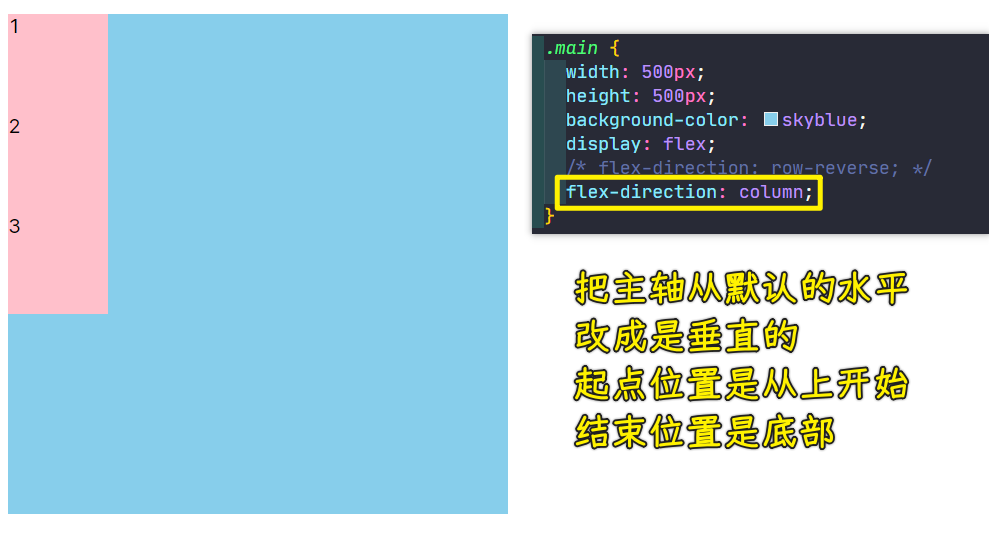 1
2
3
.main {
width: 500px;
height: 500px;
background-color: skyblue;
display: flex;
/* flex-direction: row-reverse; */
flex-direction: column;
}
把主轴从默认的水平
改成是垂直的
起点位置是从上开始
结束位置是底部